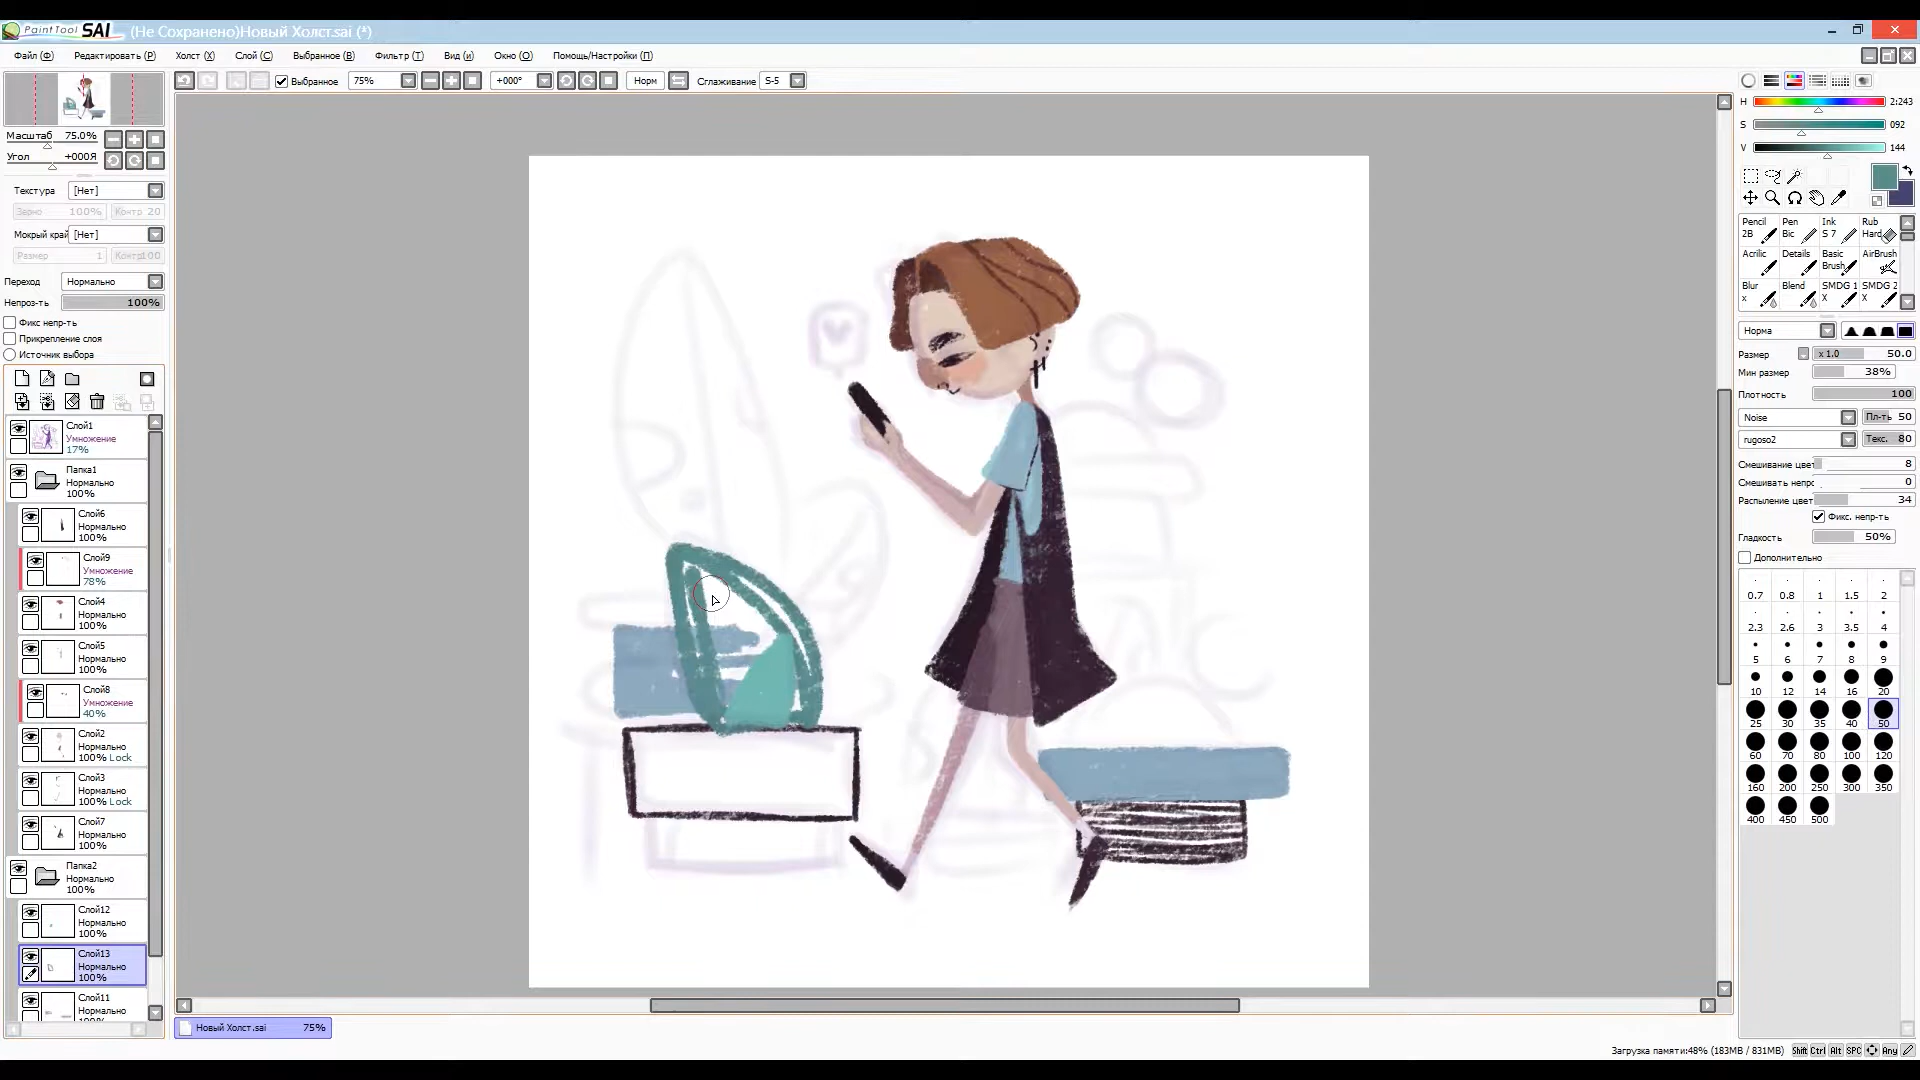 PaintTool SAI (Не Сохранено)Новый Холст.sai (*)
Файл (Ф) Редактировать (Р) Холст (Х) Слой (С) Выбранное (В) Фильтр (Т) Вид (и) Окно (О) Помощь/Настройки (П)
Выбранное 75% +000° Норм Сглаживание S-5
Масштаб 75.0%
Угол +000Я
Текстура [Нет]
Зерно 100% Контр 20
Мокрый край [Нет]
Размер 1 Контр100
Переход Нормально
Непроз-ть 100%
Фикс непр-ть
Прикрепление слоя
Источник выбора
Слой1
Умножение
17%
Папка1
Нормально
100%
Слой6
Нормально
100%
Слой9
Умножение
78%
Слой4
Нормально
100%
Слой5
Нормально
100%
Слой8
Умножение
40%
Слой2
Нормально
100% Lock
Слой3
Нормально
100% Lock
Слой7
Нормально
100%
Папка2
Нормально
100%
Слой12
Нормально
100%
Слой13
Нормально
100%
Слой11
Нормально
100%
Новый Холст.sai 75%
H 2:243
S 092
V 144
Pencil 2B
Pen Bic
Ink S 7
Rub Hard
Acrilic
Details
Basic Brush
AirBrush
Blur x
Blend
SMDG 1 X
SMDG 2 X
Норма
Размер x 1.0 50.0
Мин размер 38%
Плотность 100
Noise Пл-ть 50
rugoso2 Текс. 80
Смешивание цвет 8
Смешивать непрс 0
Распыление цвет 34
Фикс. непр-ть
Гладкость 50%
Дополнительно
0.7 0.8 1 1.5 2
2.3 2.6 3 3.5 4
5 6 7 8 9
10 12 14 16 20
25 30 35 40 50
60 70 80 100 120
160 200 250 300 350
400 450 500
Загрузка памяти:48% (183MB / 831MB) Shift Ctrl Alt SPC Any